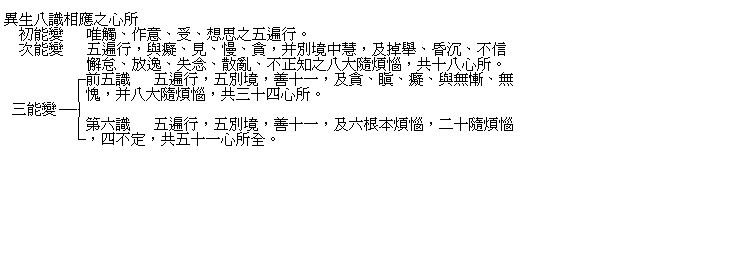 異生八識相應之心所
初能變　唯觸、作意、受、想思之五遍行。
次能變　五遍行，與癡、見、慢、貪，并別境中慧，及掉舉、昏沉、不信
懈怠、放逸、失念、散亂、不正知之八大隨煩惱，共十八心所。
前五識　五遍行，五別境，善十一，及貪、瞋、癡、與無慚、無
愧，并八大隨煩惱，共三十四心所。
三能變
第六識　五遍行，五別境，善十一，及六根本煩惱，二十隨煩惱
，四不定，共五十一心所全。